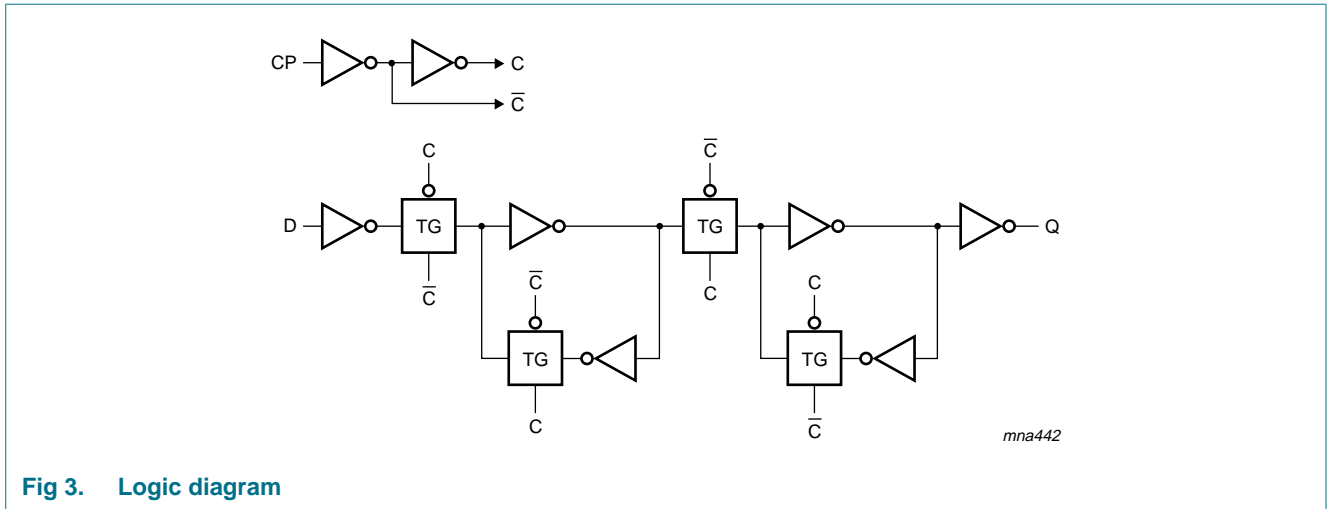 CP
C
C̅
C
C̅
D
TG
TG
Q
C̅
C̅
C
C
TG
TG
C
C̅
mna442
Fig 3. Logic diagram